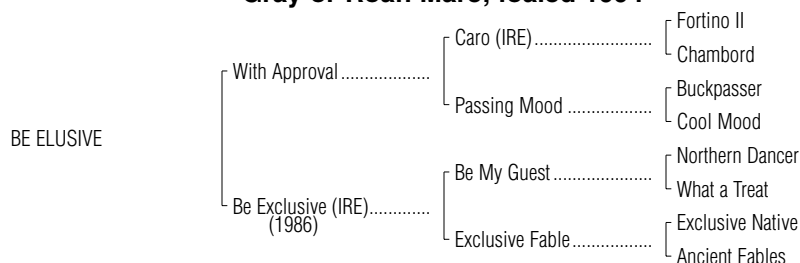 Gray or Roan Mare; foaled 1994
Fortino II
Caro (IRE)
Chambord
With Approval
Buckpasser
Passing Mood
Cool Mood
BE ELUSIVE
Northern Dancer
Be My Guest
What a Treat
Be Exclusive (IRE)
(1986)
Exclusive Native
Exclusive Fable
Ancient Fables